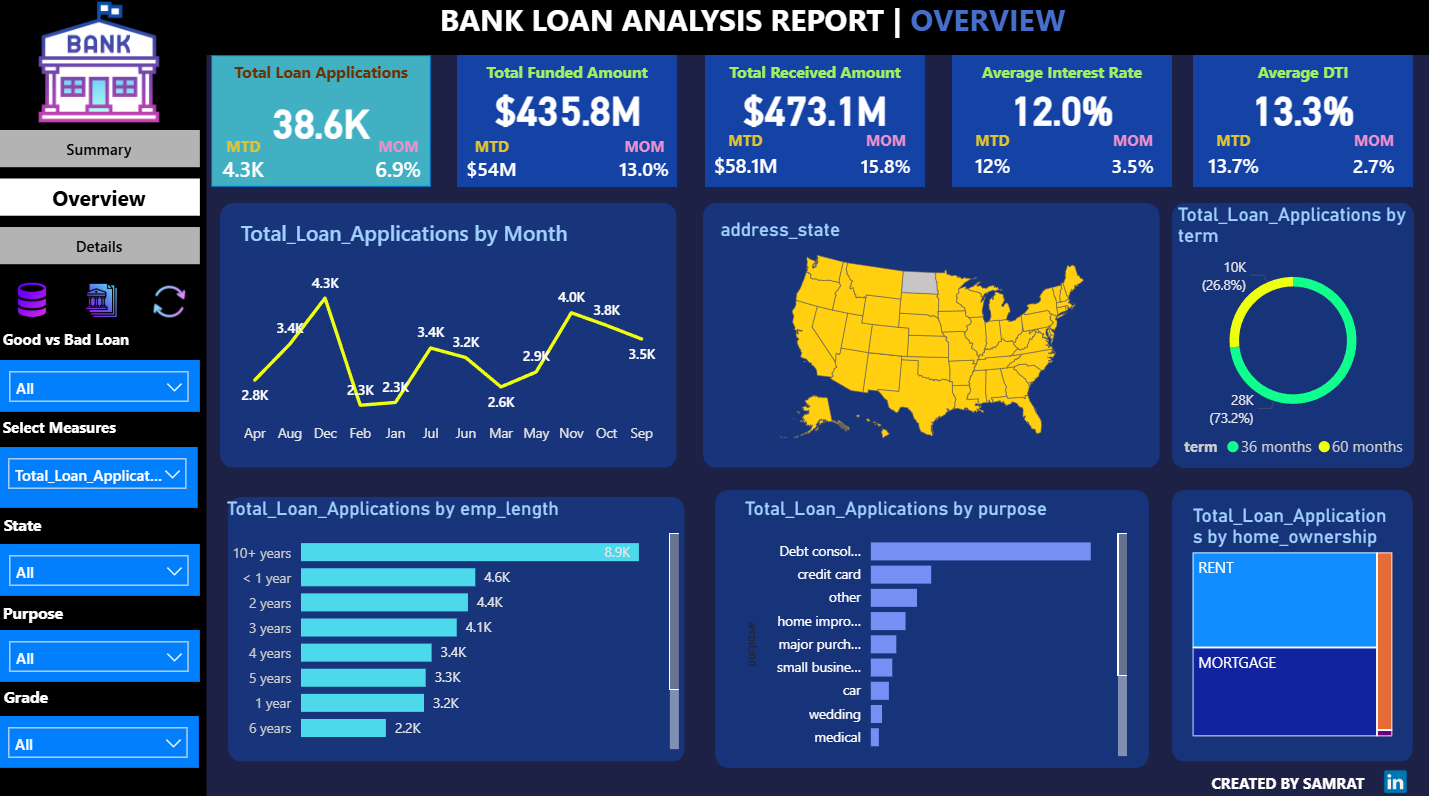 BANK LOAN ANALYSIS REPORT | OVERVIEW
BANK
Summary
Overview
Details
Good vs Bad Loan
All
Select Measures
Total_Loan_Applicat...
State
All
Purpose
All
Grade
All
Total Loan Applications
38.6K
MTD MOM
4.3K 6.9%
Total Funded Amount
$435.8M
MTD MOM
$54M 13.0%
Total Received Amount
$473.1M
MTD MOM
$58.1M 15.8%
Average Interest Rate
12.0%
MTD MOM
12% 3.5%
Average DTI
13.3%
MTD MOM
13.7% 2.7%
Total_Loan_Applications by Month
2.8K 3.4K 4.3K 2.3K 2.3K 3.4K 3.2K 2.6K 2.9K 4.0K 3.8K 3.5K
Apr Aug Dec Feb Jan Jul Jun Mar May Nov Oct Sep
address_state
Total_Loan_Applications by
term
10K
(26.8%)
28K
(73.2%)
term 36 months 60 months
Total_Loan_Applications by emp_length
10+ years 8.9K
< 1 year 4.6K
2 years 4.4K
3 years 4.1K
4 years 3.4K
5 years 3.3K
1 year 3.2K
6 years 2.2K
Total_Loan_Applications by purpose
purpose
Debt consol...
credit card
other
home impro...
major purch...
small busine...
car
wedding
medical
Total_Loan_Application
s by home_ownership
RENT
MORTGAGE
CREATED BY SAMRAT in